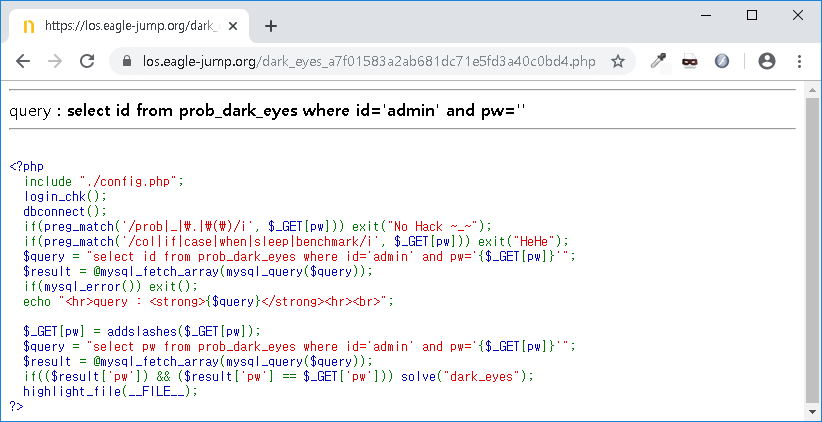 https://los.eagle-jump.org/dark_
los.eagle-jump.org/dark_eyes_a7f01583a2ab681dc71e5fd3a40c0bd4.php
query : select id from prob_dark_eyes where id='admin' and pw=''
<?php
  include "./config.php";
  login_chk();
  dbconnect();
  if(preg_match('/prob|_|₩.|₩(₩)/i', $_GET[pw])) exit("No Hack ~_~");
  if(preg_match('/col|if|case|when|sleep|benchmark/i', $_GET[pw])) exit("HeHe");
  $query = "select id from prob_dark_eyes where id='admin' and pw='{$_GET[pw]}'";
  $result = @mysql_fetch_array(mysql_query($query));
  if(mysql_error()) exit();
  echo "<hr>query : <strong>{$query}</strong><hr><br>";
  $_GET[pw] = addslashes($_GET[pw]);
  $query = "select pw from prob_dark_eyes where id='admin' and pw='{$_GET[pw]}'";
  $result = @mysql_fetch_array(mysql_query($query));
  if(($result['pw']) && ($result['pw'] == $_GET['pw'])) solve("dark_eyes");
  highlight_file(__FILE__);
?>